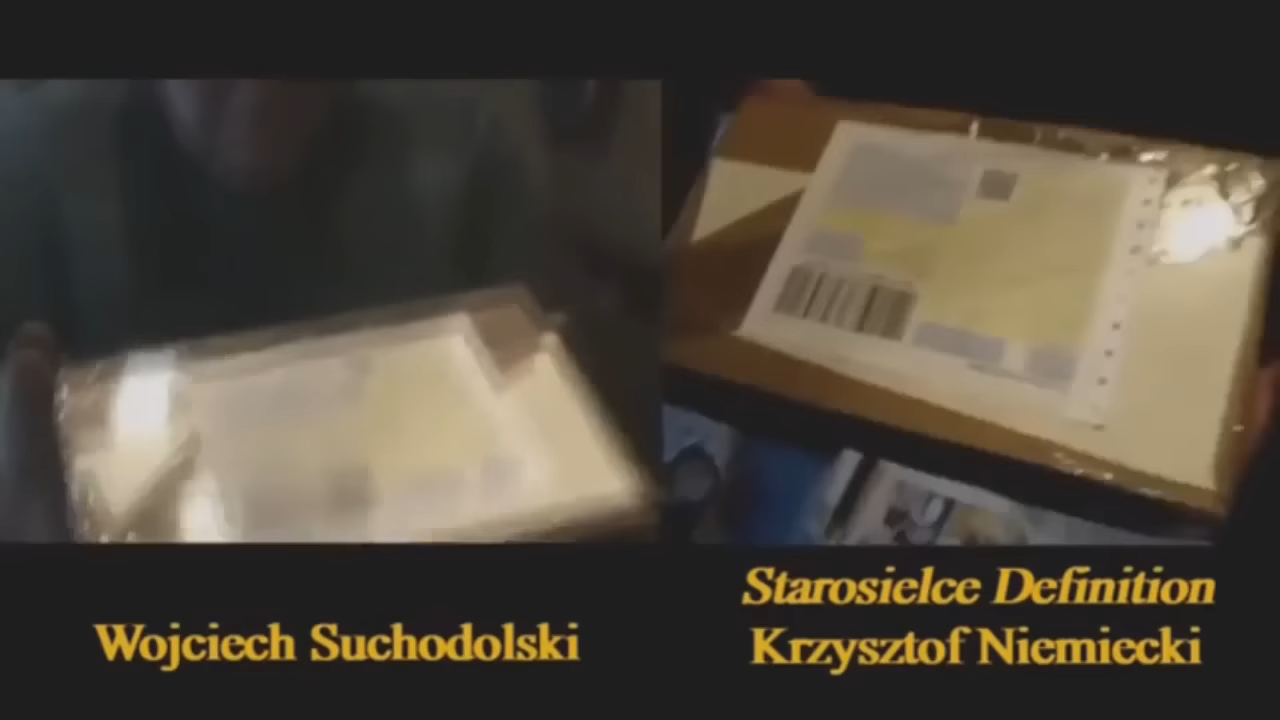 Wojciech Suchodolski
Starosielce Definition
Krzysztof Niemiecki